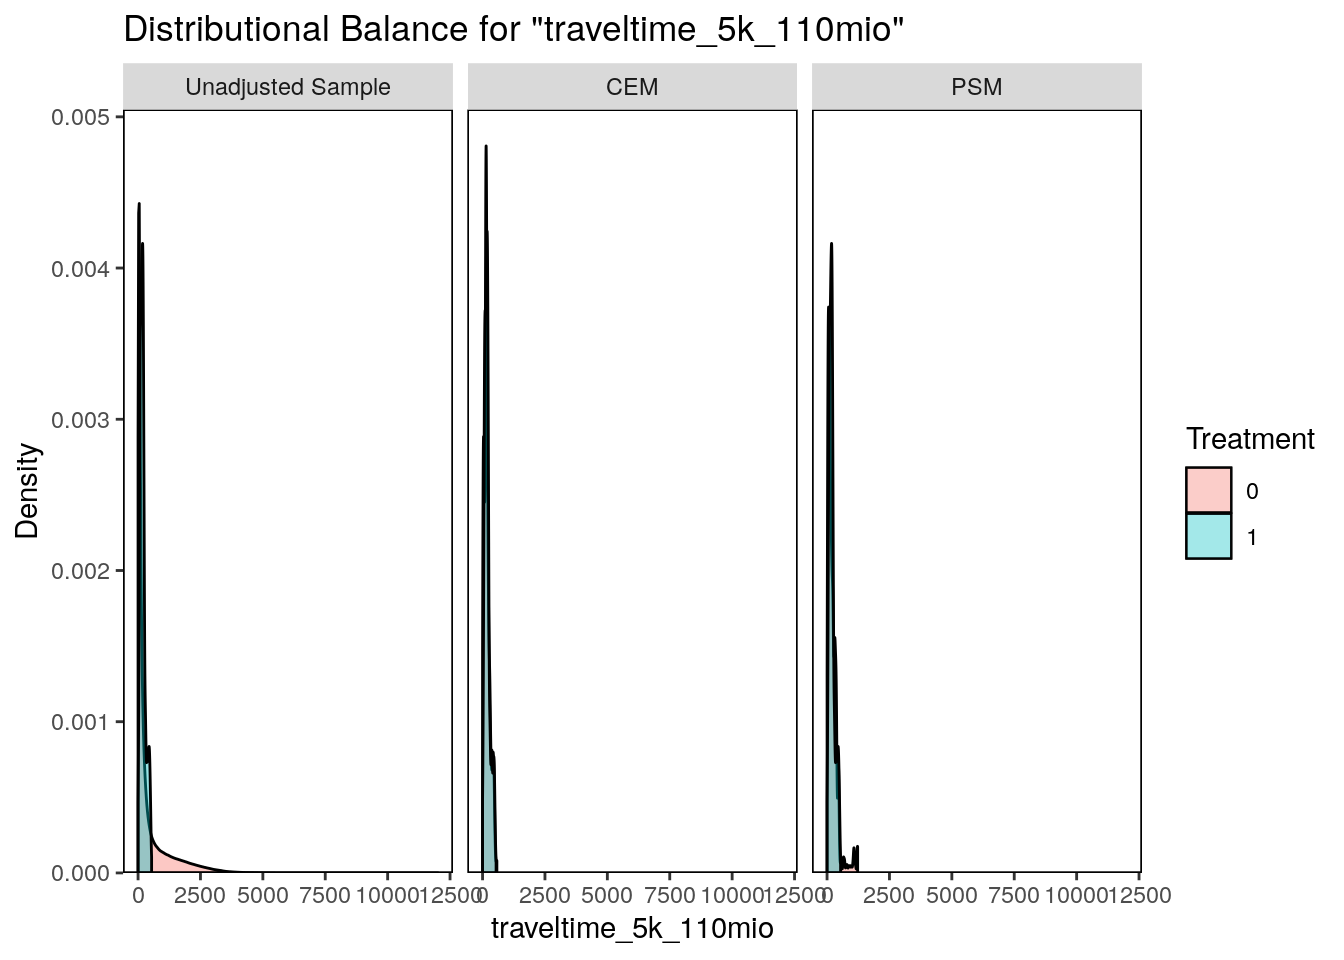 Distributional Balance for "traveltime_5k_110mio"
Unadjusted Sample
CEM
PSM
0.005
0.004
0.003
0.002
0.001
0.000
Density
0 2500 5000 7500 10000 12500
0 2500 5000 7500 10000 12500
0 2500 5000 7500 10000 12500
traveltime_5k_110mio
Treatment
0
1